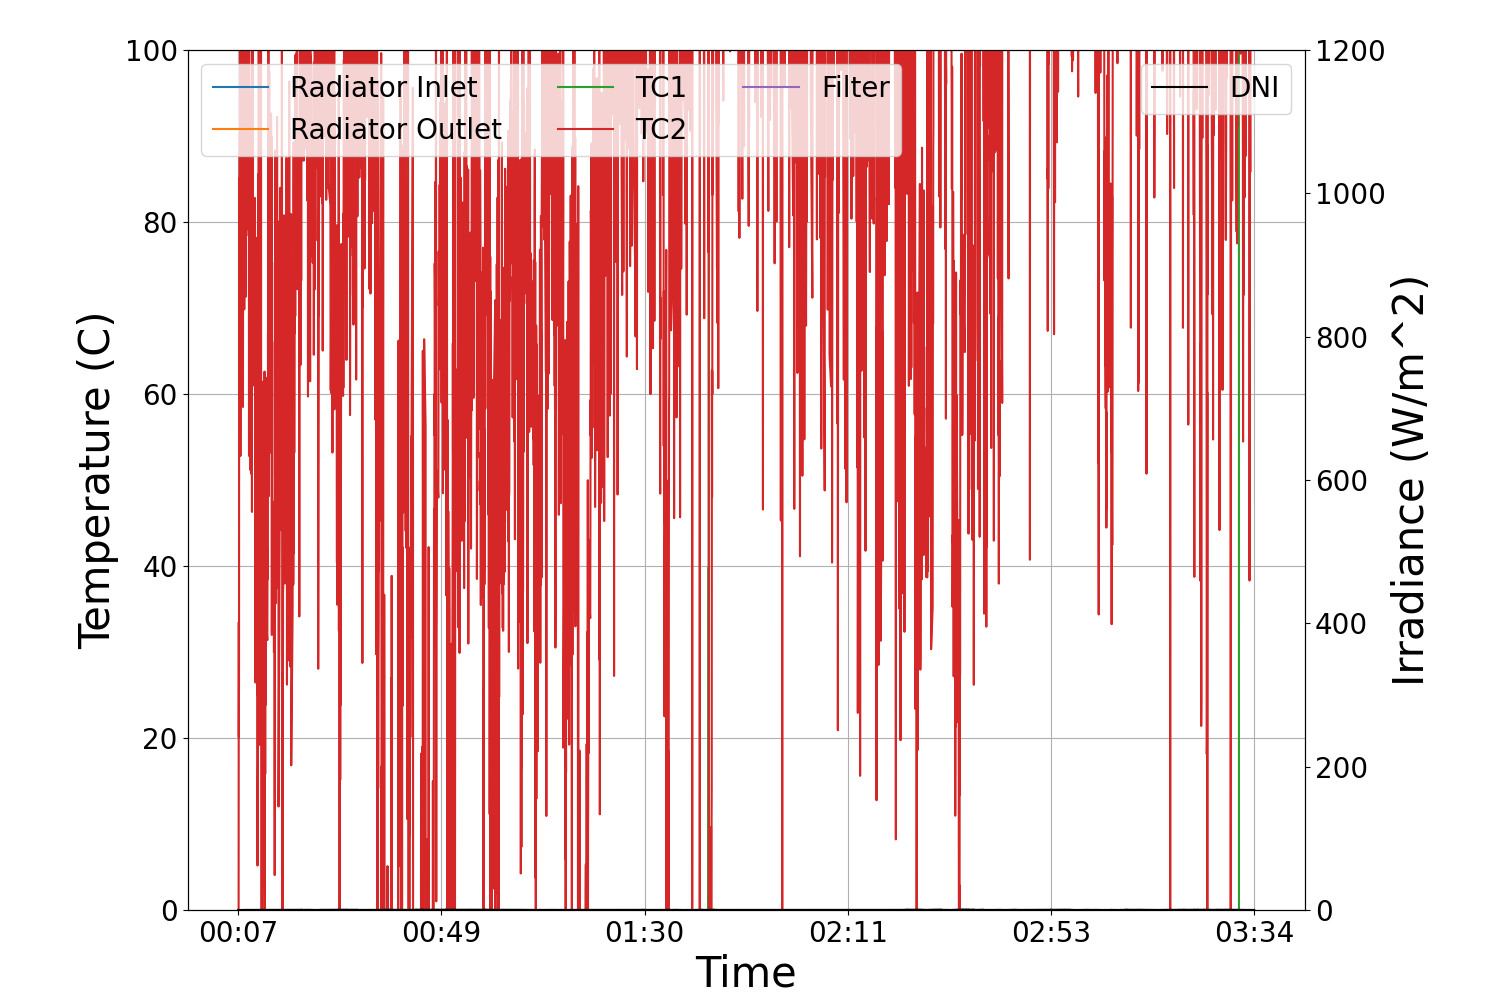 100
80
60
40
20
0
Temperature (C)
Radiator Inlet
Radiator Outlet
TC1
TC2
Filter
DNI
1200
1000
800
600
400
200
0
Irradiance (W/m^2)
00:07
00:49
01:30
02:11
02:53
03:34
Time